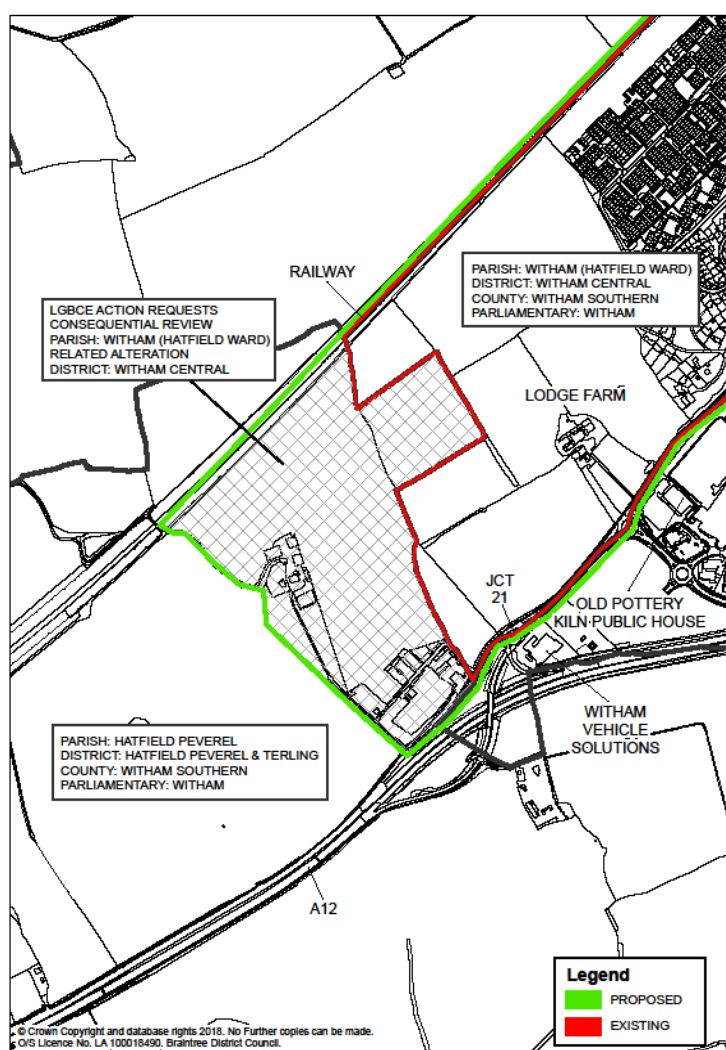 RAILWAY
PARISH: WITHAM (HATFIELD WARD)
DISTRICT: WITHAM CENTRAL
COUNTY: WITHAM SOUTHERN
PARLIAMENTARY: WITHAM
LGBCE ACTION REQUESTS
CONSEQUENTIAL REVIEW
PARISH: WITHAM (HATFIELD WARD)
RELATED ALTERATION
DISTRICT: WITHAM CENTRAL
LODGE FARM
JCT
21
OLD POTTERY
KILN PUBLIC HOUSE
WITHAM
VEHICLE
SOLUTIONS
PARISH: HATFIELD PEVEREL
DISTRICT: HATFIELD PEVEREL & TERLING
COUNTY: WITHAM SOUTHERN
PARLIAMENTARY: WITHAM
A12
Legend
PROPOSED
EXISTING
© Crown Copyright and database rights 2018. No Further copies can be made.
O/S Licence No. LA 100018490. Braintree District Council.